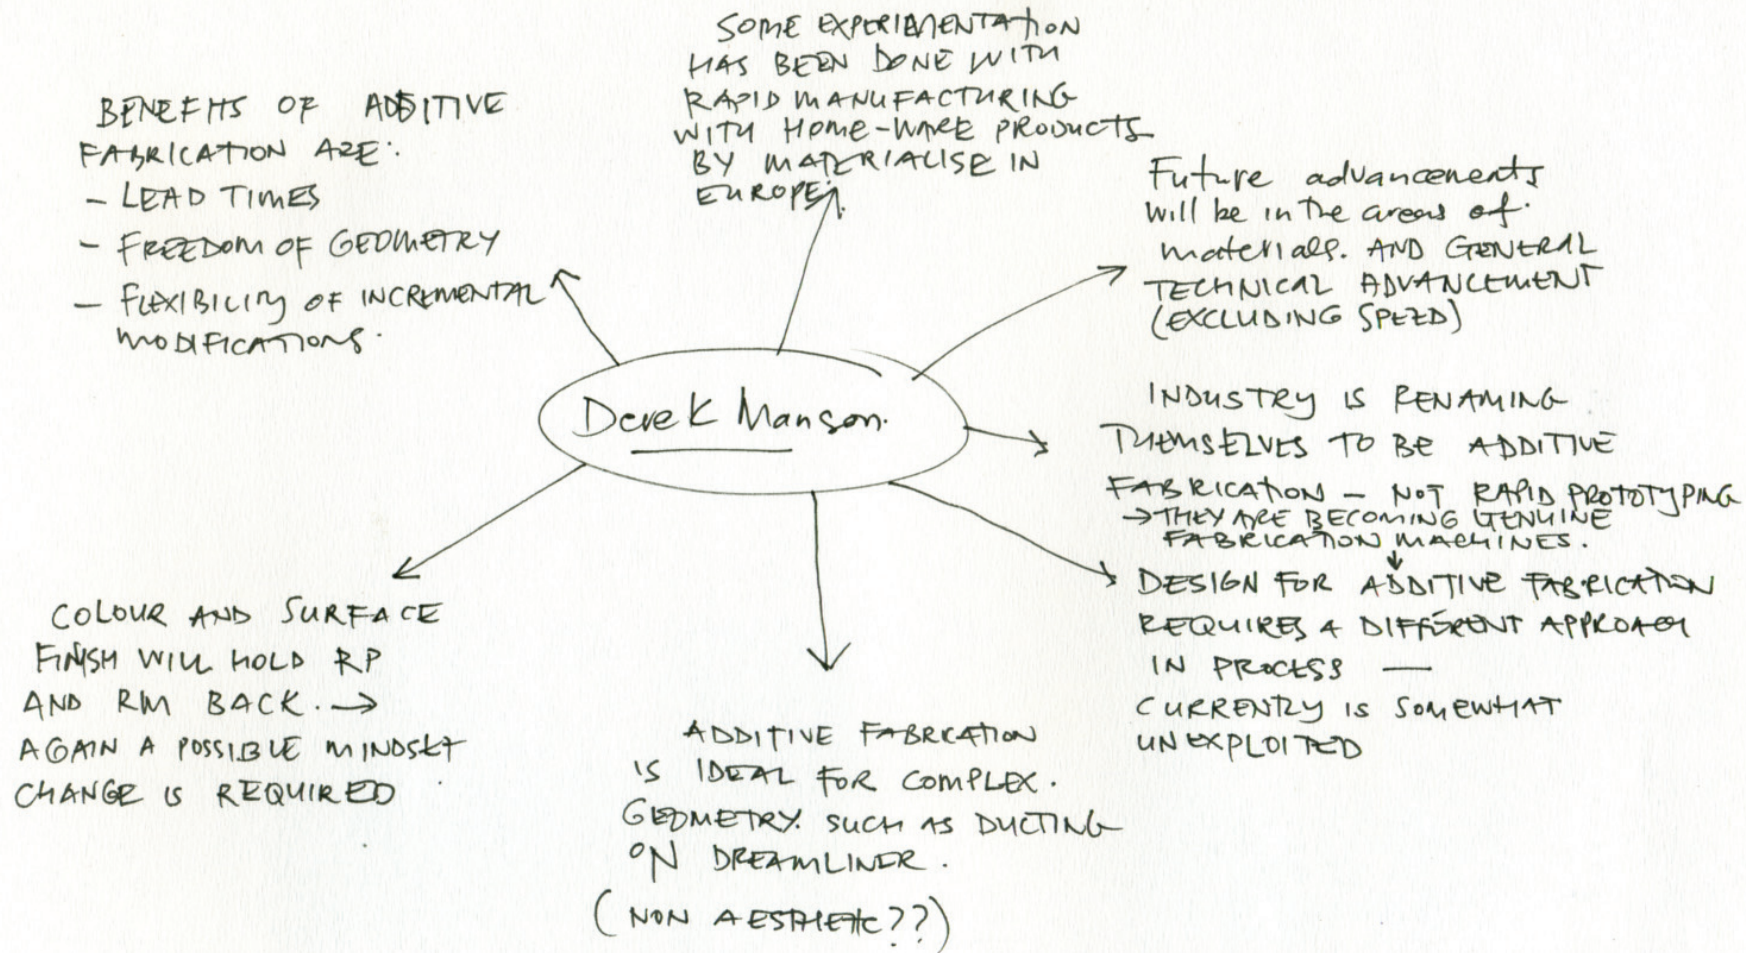 SOME EXPERIMENTATION
HAS BEEN DONE WITH
RAPID MANUFACTURING
WITH HOME-WARE PRODUCTS
BY MATERIALISE IN
EUROPE.
BENEFITS OF ADDITIVE
FABRICATION ARE:
- LEAD TIMES
- FREEDOM OF GEOMETRY
- FLEXIBILITY OF INCREMENTAL
MODIFICATIONS.
Future advancements
will be in the areas of
materials. AND GENERAL
TECHNICAL ADVANCEMENT
(EXCLUDING SPEED)
Derek Manson.
INDUSTRY IS RENAMING
THEMSELVES TO BE ADDITIVE
FABRICATION - NOT RAPID PROTOTYPING
→ THEY ARE BECOMING GENUINE
FABRICATION MACHINES.
DESIGN FOR ADDITIVE FABRICATION
REQUIRES A DIFFERENT APPROACH
IN PROCESS —
CURRENTLY IS SOMEWHAT
UNEXPLOITED
COLOUR AND SURFACE
FINISH WILL HOLD RP
AND RM BACK. →
AGAIN A POSSIBLE MINDSET
CHANGE IS REQUIRED
ADDITIVE FABRICATION
IS IDEAL FOR COMPLEX.
GEOMETRY. SUCH AS DUCTING
ON DREAMLINER.
(NON AESTHETIC??)